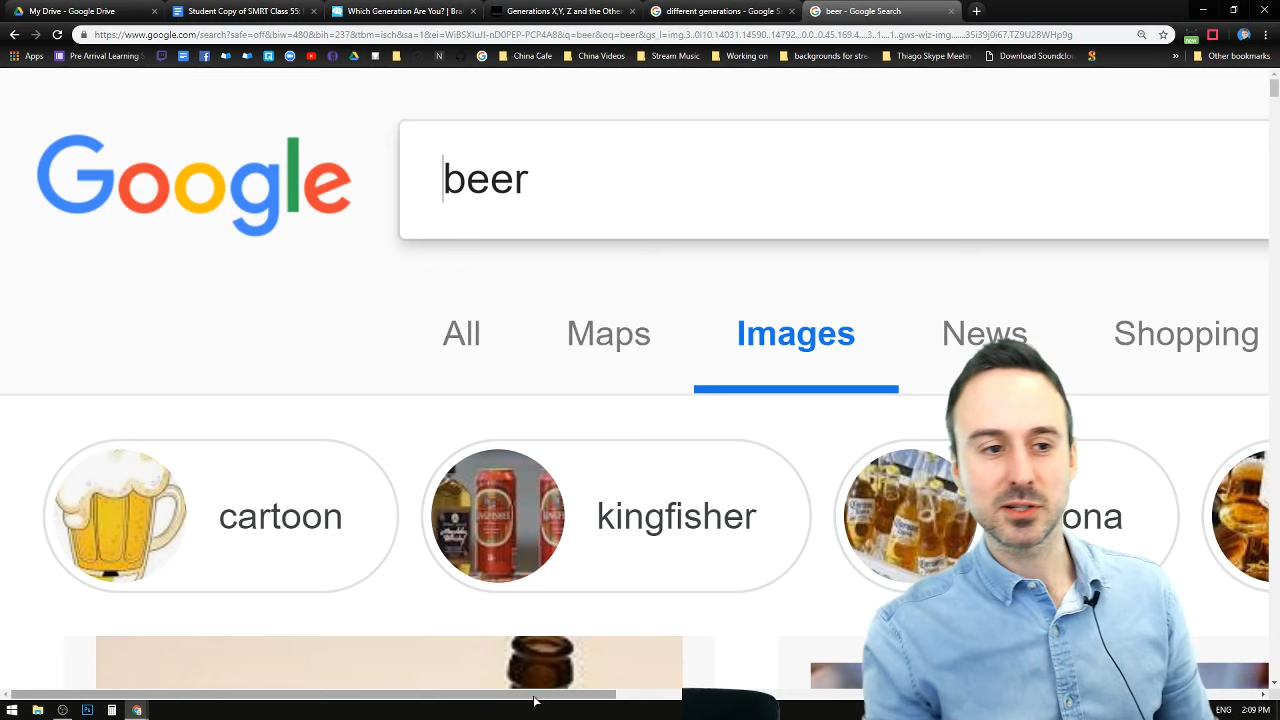 My Drive - Google Drive
Student Copy of SMRT Class 55:
Which Generation Are You? | Bra
Generations X,Y, Z and the Othe
different generations - Google S
beer - Google Search
Apps
Pre Arrival Learning
China Cafe
China Videos
Stream Music
Working on
backgrounds for stre
Thiago Skype Meetin
Download Soundclou
Other bookmarks
Google
beer
All
Maps
Images
News
Shopping
cartoon
kingfisher
ona
ENG
2:09 PM